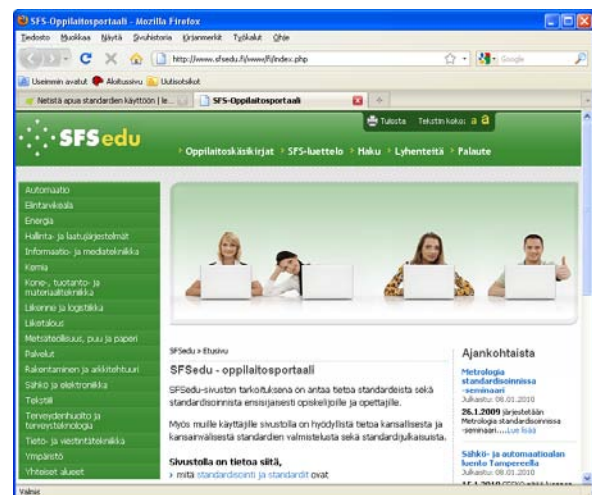 SFS-Oppilaitosportaali - Mozilla Firefox
Tiedosto Muokkaa Näytä Sivuhistoria Kirjanmerkit Työkalut Ohje
http://www.sfsedu.fi/www/fi/index.php
Google
Useimmin avatut Aloitussivu Uutisotsikot
Netistä apua standardien käyttöön | le...
SFS-Oppilaitosportaali
Tulosta Tekstin koko: a a
SFSedu
Oppilaitoskäsikirjat SFS-luettelo Haku Lyhenteitä Palaute
Automaatio
Elintarvikeala
Energia
Hallinta- ja laatujärjestelmät
Informaatio- ja mediatekniikka
Kemia
Kone-, tuotanto- ja
materiaalitekniikka
Liikenne ja logistiikka
Liiketalous
Metsäteollisuus, puu ja paperi
Palvelut
Rakentaminen ja arkkitehtuuri
Sähkö ja elektroniikka
Tekstiili
Terveydenhuolto ja
terveysteknologia
Tieto- ja viestintätekniikka
Ympäristö
Yhteiset alueet
SFSedu » Etusivu
SFSedu - oppilaitosportaali
SFSedu-sivuston tarkoituksena on antaa tietoa standardeista sekä
standardisoinnista ensisijaisesti opiskelijoille ja opettajille.
Myös muille käyttäjille sivustolla on hyödyllistä tietoa kansallisesta ja
kansainvälisestä standardien valmistelusta sekä standardijulkaisuista.
Sivustolla on tietoa siitä,
› mitä standardisointi ja standardit ovat
Ajankohtaista
Metrologia
standardisoinnissa
-seminaari
Julkaistu: 08.01.2010
26.1.2009 järjestetään
Metrologia standardisoinnissa
-seminaari....Lue lisää
Sähkö- ja automaatioalan
luento Tampereella
Julkaistu: 08.01.2010
Valmis